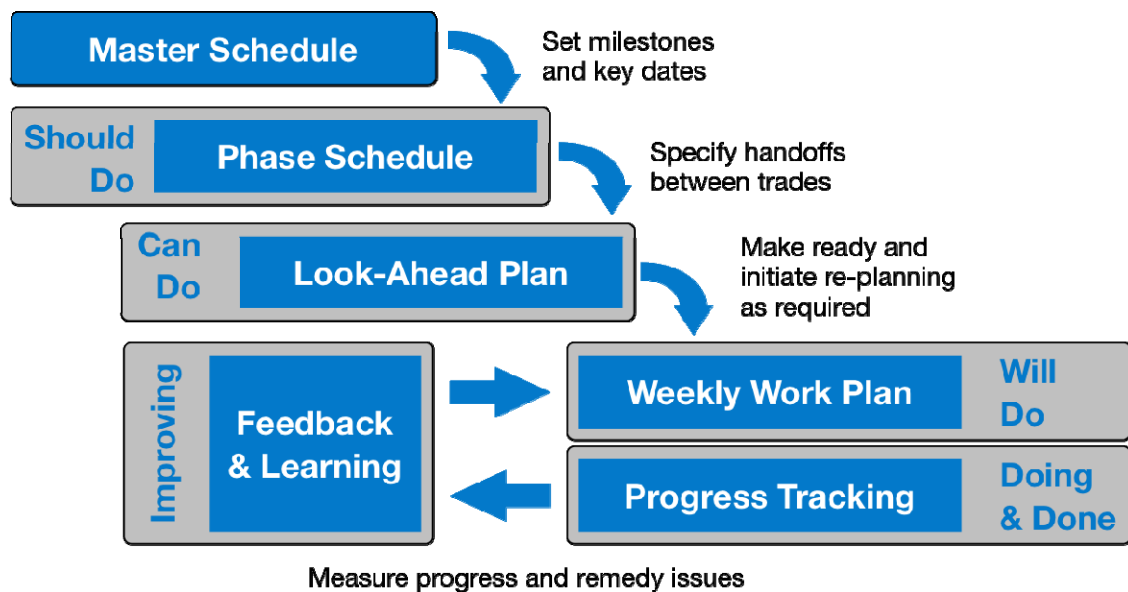 Master Schedule
Set milestones
and key dates
Should
Do
Phase Schedule
Specify handoffs
between trades
Can
Do
Look-Ahead Plan
Make ready and
initiate re-planning
as required
Improving
Feedback
& Learning
Weekly Work Plan
Will
Do
Progress Tracking
Doing
& Done
Measure progress and remedy issues